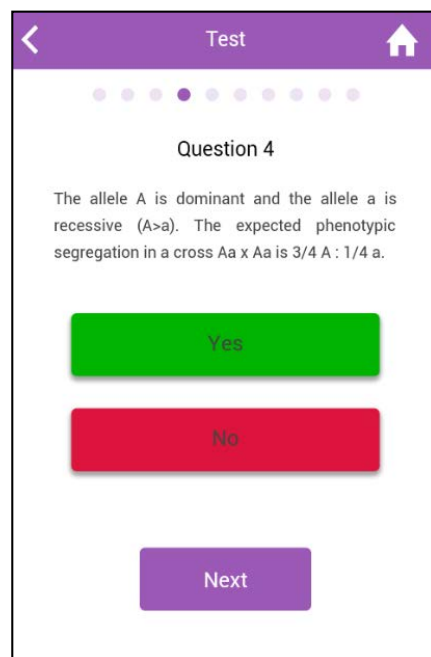 Test
Question 4
The allele A is dominant and the allele a is
recessive (A>a). The expected phenotypic
segregation in a cross Aa x Aa is 3/4 A : 1/4 a.
Yes
No
Next